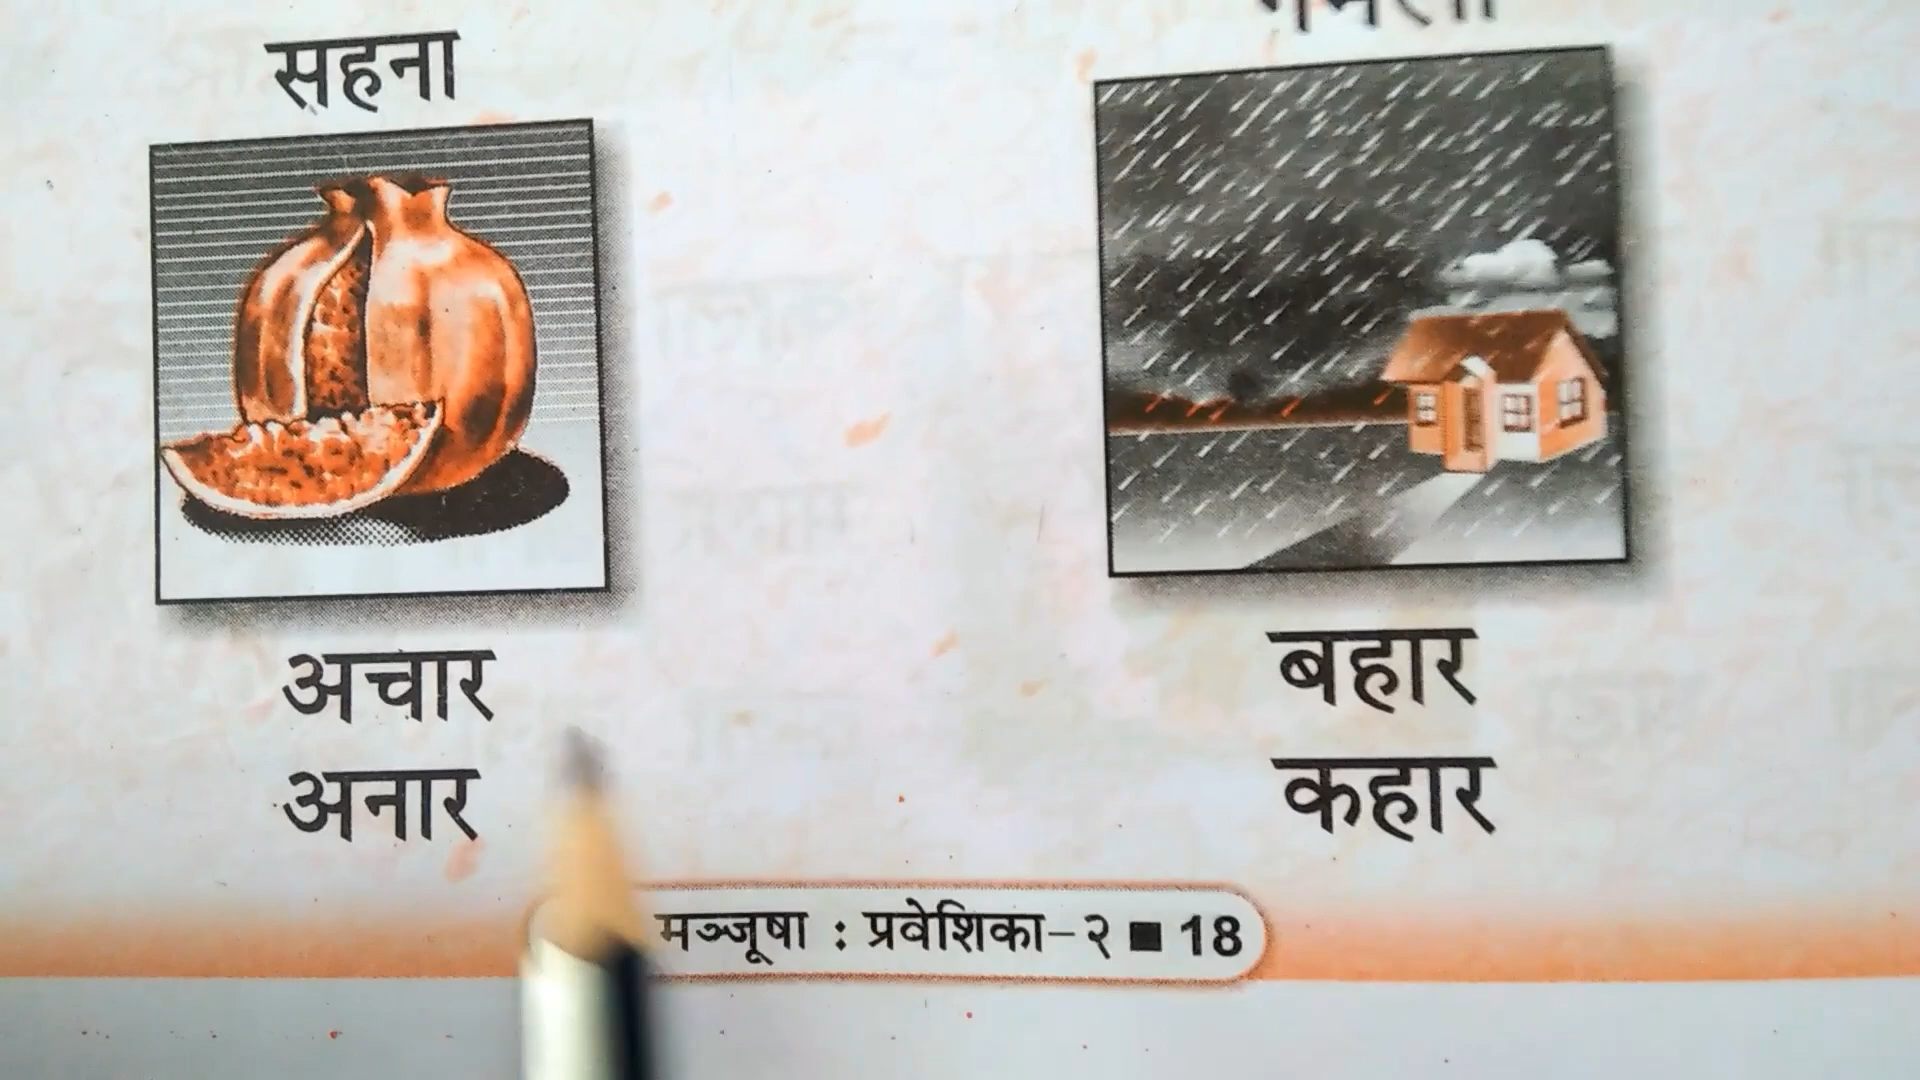 सहना
अचार
अनार
बहार
कहार
मञ्जूषा : प्रवेशिका-२ ■ 18